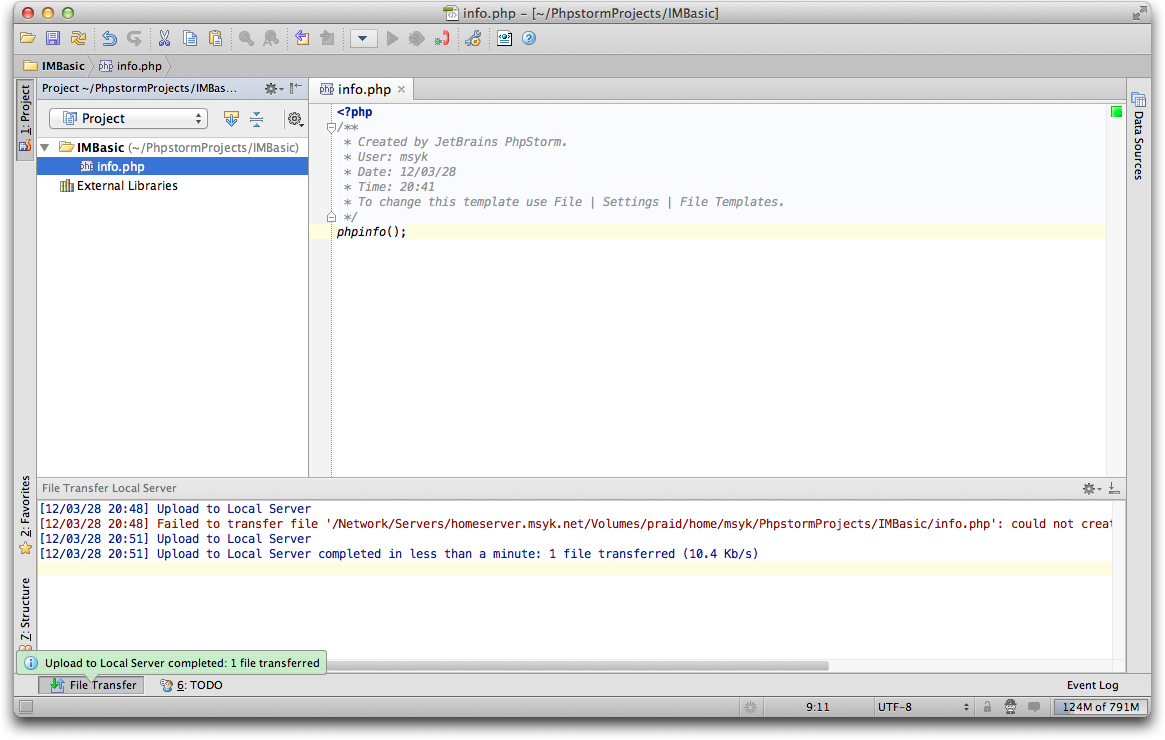 info.php – [~/PhpstormProjects/IMBasic]
IMBasic
info.php
1: Project
Project ~/PhpstormProjects/IMBas...
info.php
Project
IMBasic (~/PhpstormProjects/IMBasic)
info.php
External Libraries
<?php
/**
* Created by JetBrains PhpStorm.
* User: msyk
* Date: 12/03/28
* Time: 20:41
* To change this template use File | Settings | File Templates.
*/
phpinfo();
Data Sources
2: Favorites
7: Structure
File Transfer Local Server
[12/03/28 20:48] Upload to Local Server
[12/03/28 20:48] Failed to transfer file '/Network/Servers/homeserver.msyk.net/Volumes/praid/home/msyk/PhpstormProjects/IMBasic/info.php': could not creat
[12/03/28 20:51] Upload to Local Server
[12/03/28 20:51] Upload to Local Server completed in less than a minute: 1 file transferred (10.4 Kb/s)
Upload to Local Server completed: 1 file transferred
File Transfer
6: TODO
Event Log
9:11
UTF-8
124M of 791M